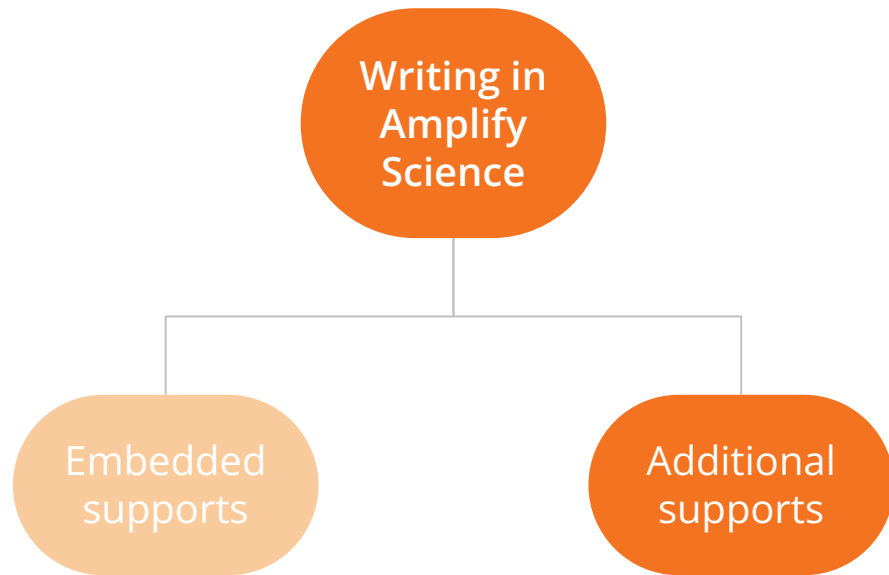 Writing in
Amplify
Science
Embedded
supports
Additional
supports